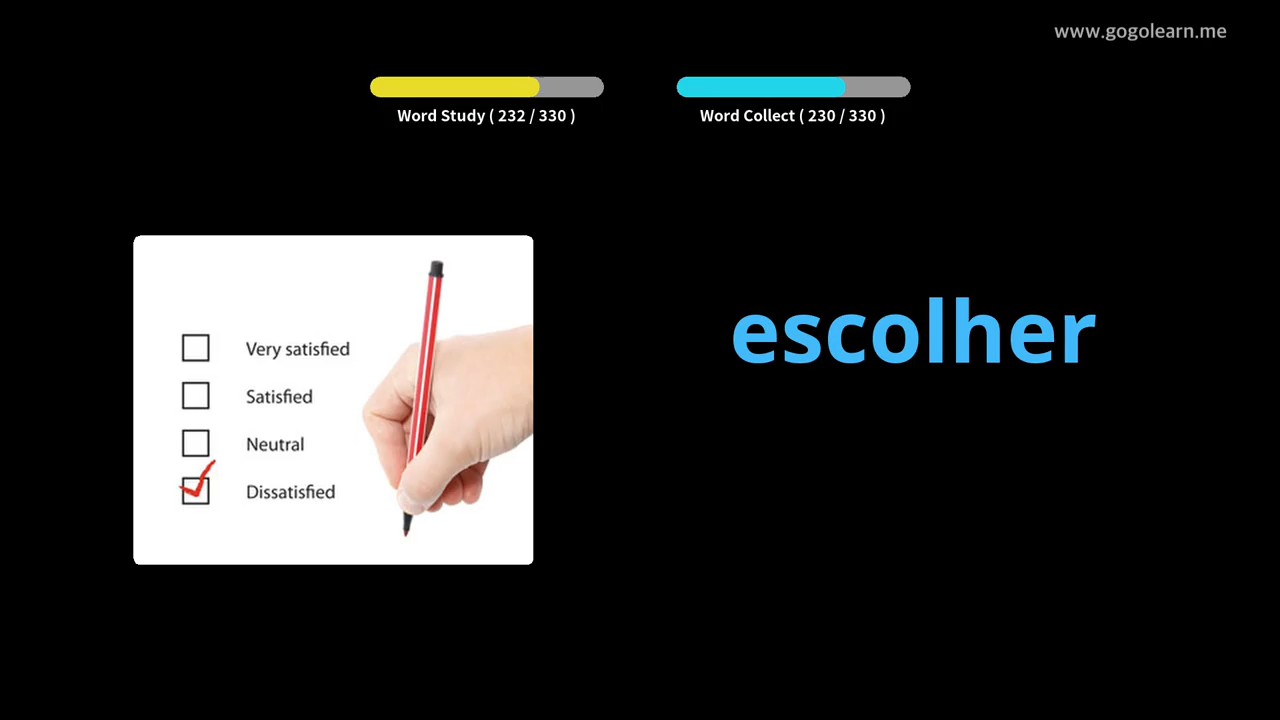 www.gogolearn.me
Word Study ( 232 / 330 )
Word Collect ( 230 / 330 )
Very satisfied
Satisfied
Neutral
Dissatisfied
escolher